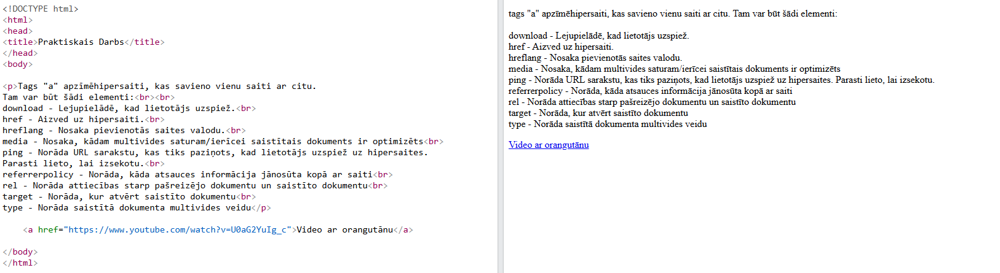 <!DOCTYPE html>
<html>
<head>
<title>Praktiskais Darbs</title>
</head>
<body>
<p>Tags "a" apzīmēhipersaiti, kas savieno vienu saiti ar citu.
Tam var būt šādi elementi:<br><br>
download - Lejupielādē, kad lietotājs uzspiež.<br>
href - Aizved uz hipersaiti.<br>
hreflang - Nosaka pievienotās saites valodu.<br>
media - Nosaka, kādam multivides saturam/ierīcei saistītais dokuments ir optimizēts<br>
ping - Norāda URL sarakstu, kas tiks paziņots, kad lietotājs uzspiež uz hipersaites.
Parasti lieto, lai izsekotu.<br>
referrerpolicy - Norāda, kāda atsauces informācija jānosūta kopā ar saiti<br>
rel - Norāda attiecības starp pašreizējo dokumentu un saistīto dokumentu<br>
target - Norāda, kur atvērt saistīto dokumentu<br>
type - Norāda saistītā dokumenta multivides veidu</p>
<a href="https://www.youtube.com/watch?v=U0aG2YuIg_c">Video ar orangutānu</a>
</body>
</html>
tags "a" apzīmēhipersaiti, kas savieno vienu saiti ar citu. Tam var būt šādi elementi:
download - Lejupielādē, kad lietotājs uzspiež.
href - Aizved uz hipersaiti.
hreflang - Nosaka pievienotās saites valodu.
media - Nosaka, kādam multivides saturam/ierīcei saistītais dokuments ir optimizēts
ping - Norāda URL sarakstu, kas tiks paziņots, kad lietotājs uzspiež uz hipersaites. Parasti lieto, lai izsekotu.
referrerpolicy - Norāda, kāda atsauces informācija jānosūta kopā ar saiti
rel - Norāda attiecības starp pašreizējo dokumentu un saistīto dokumentu
target - Norāda, kur atvērt saistīto dokumentu
type - Norāda saistītā dokumenta multivides veidu
Video ar orangutānu